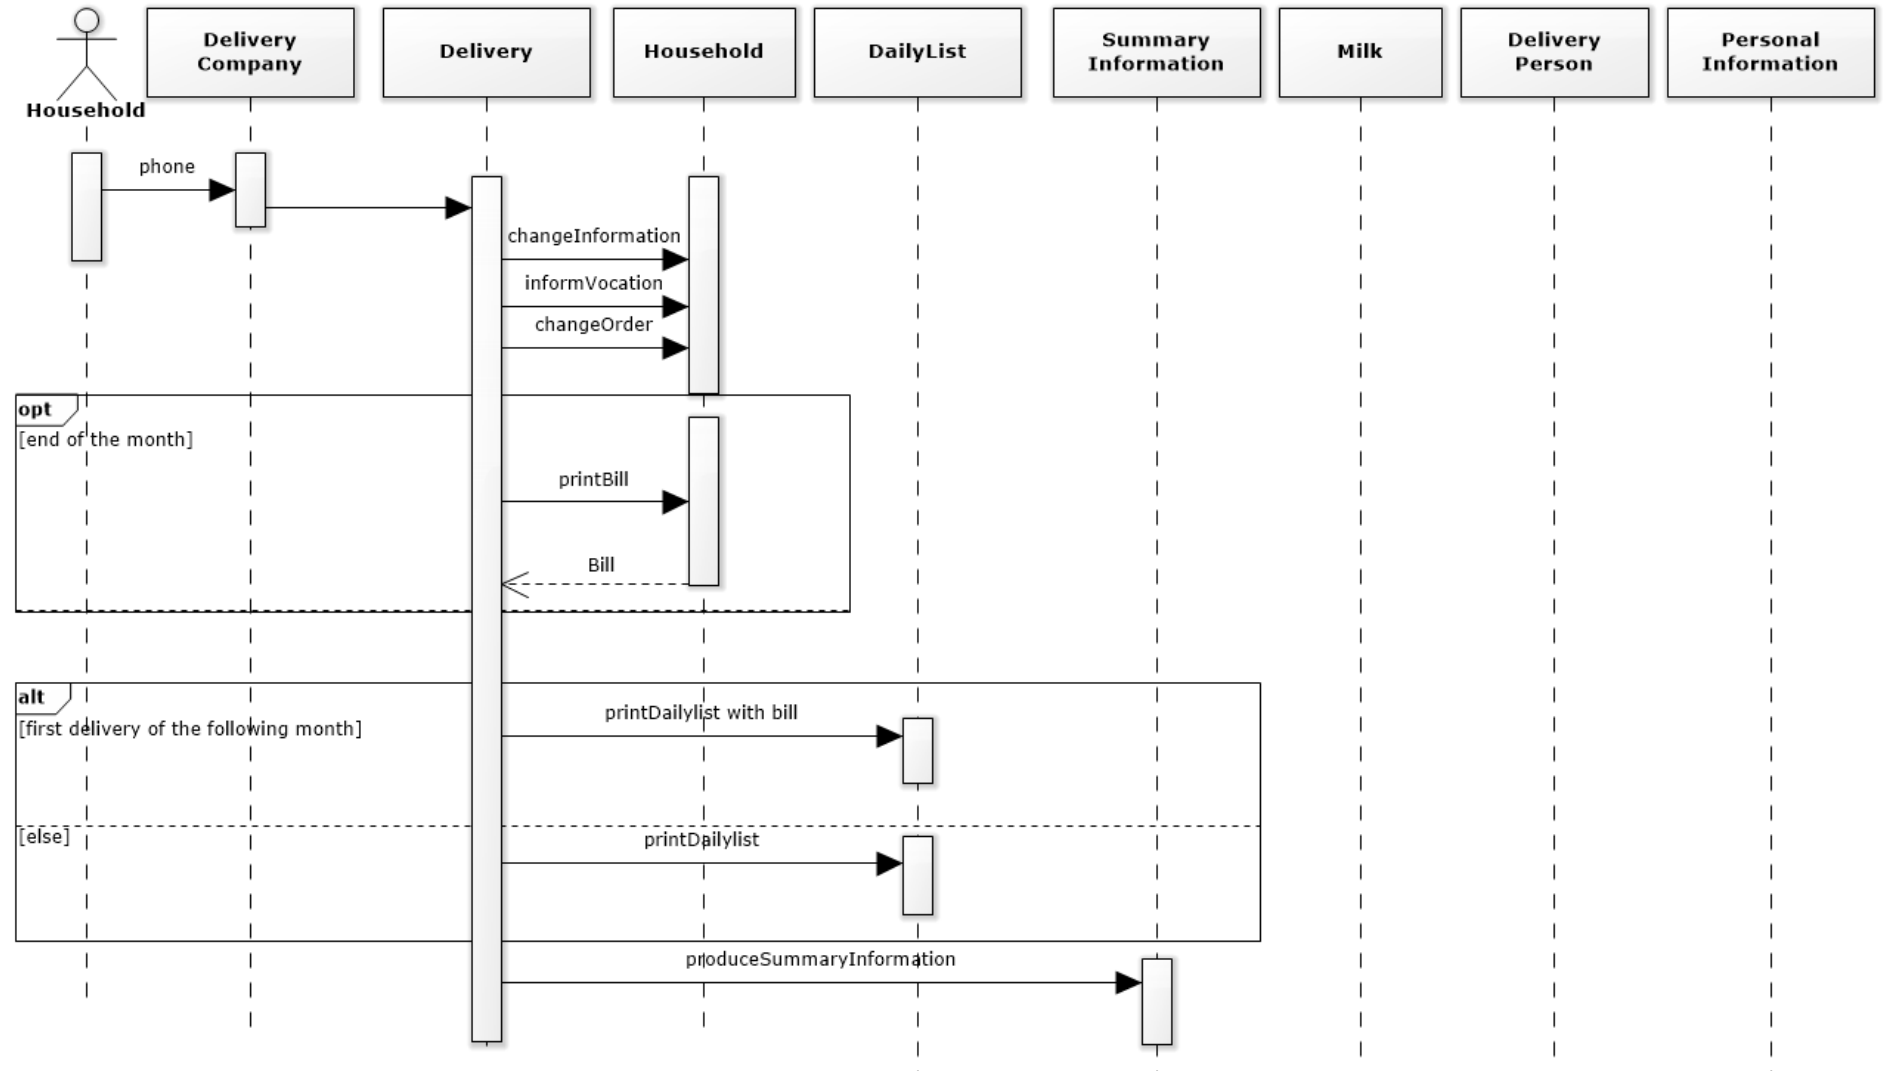 Delivery
Company
Delivery
Household
DailyList
Summary
Information
Milk
Delivery
Person
Personal
Information
Household
phone
changeInformation
informVocation
changeOrder
opt
[end of the month]
printBill
Bill
alt
[first delivery of the following month]
printDailylist with bill
[else]
printDailylist
produceSummaryInformation